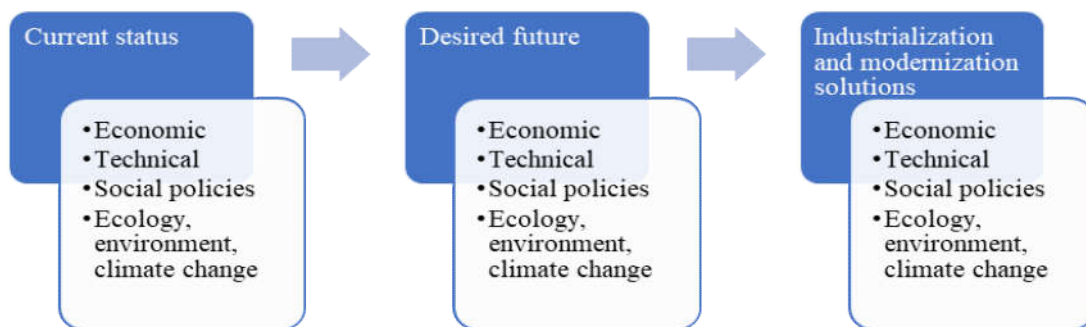 Current status
•Economic
•Technical
•Social policies
•Ecology,
environment,
climate change
Desired future
•Economic
•Technical
•Social policies
•Ecology,
environment,
climate change
Industrialization
and modernization
solutions
•Economic
•Technical
•Social policies
•Ecology,
environment,
climate change